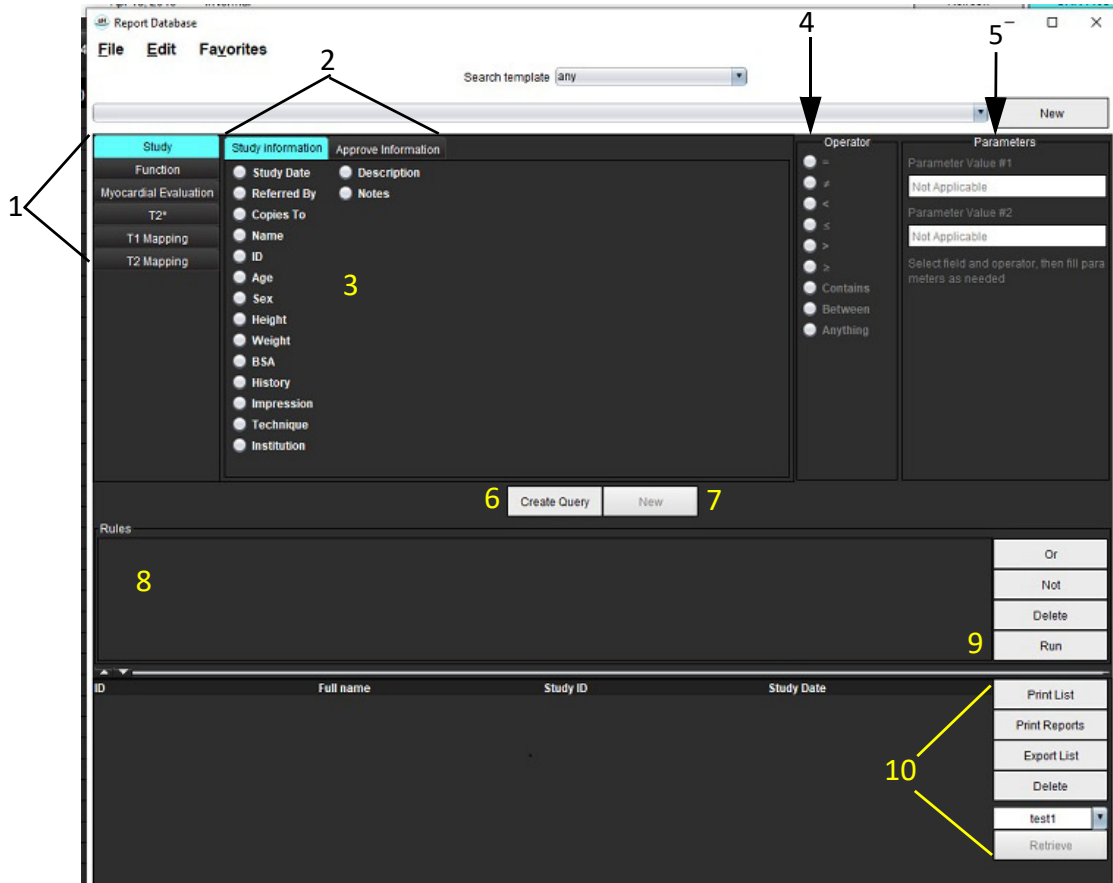 Report Database
File Edit Favorites
Search template any
New
1
2
3
4
5
Study
Function
Myocardial Evaluation
T2*
T1 Mapping
T2 Mapping
Study Information
Approve Information
Study Date
Referred By
Copies To
Name
ID
Age
Sex
Height
Weight
BSA
History
Impression
Technique
Institution
Description
Notes
Operator
=
≠
<
≤
>
≥
Contains
Between
Anything
Parameters
Parameter Value #1
Not Applicable
Parameter Value #2
Not Applicable
Select field and operator, then fill para
meters as needed
6 Create Query New 7
Rules
8
Or
Not
Delete
9 Run
ID Full name Study ID Study Date
10
Print List
Print Reports
Export List
Delete
test1
Retrieve